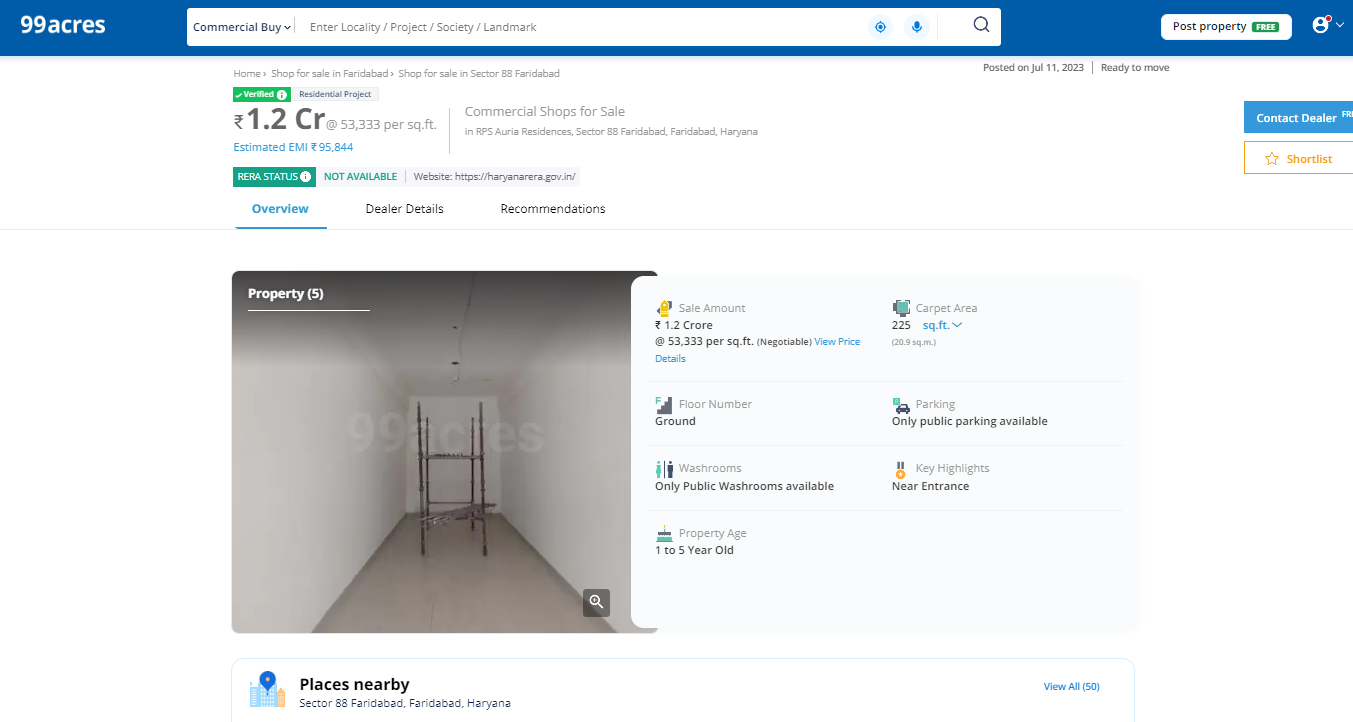 99acres
Commercial Buy
Enter Locality / Project / Society / Landmark
Post property FREE
Home › Shop for sale in Faridabad › Shop for sale in Sector 88 Faridabad
Posted on Jul 11, 2023 | Ready to move
Verified
Residential Project
₹1.2 Cr @ 53,333 per sq.ft.
Estimated EMI ₹ 95,844
Commercial Shops for Sale
in RPS Auria Residences, Sector 88 Faridabad, Faridabad, Haryana
Contact Dealer
Shortlist
RERA STATUS NOT AVAILABLE | Website: https://haryanarera.gov.in/
Overview
Dealer Details
Recommendations
Property (5)
99acres
Sale Amount
₹ 1.2 Crore
@ 53,333 per sq.ft. (Negotiable) View Price
Details
Carpet Area
225 sq.ft.
(20.9 sq.m.)
Floor Number
Ground
Parking
Only public parking available
Washrooms
Only Public Washrooms available
Key Highlights
Near Entrance
Property Age
1 to 5 Year Old
Places nearby
Sector 88 Faridabad, Faridabad, Haryana
View All (50)